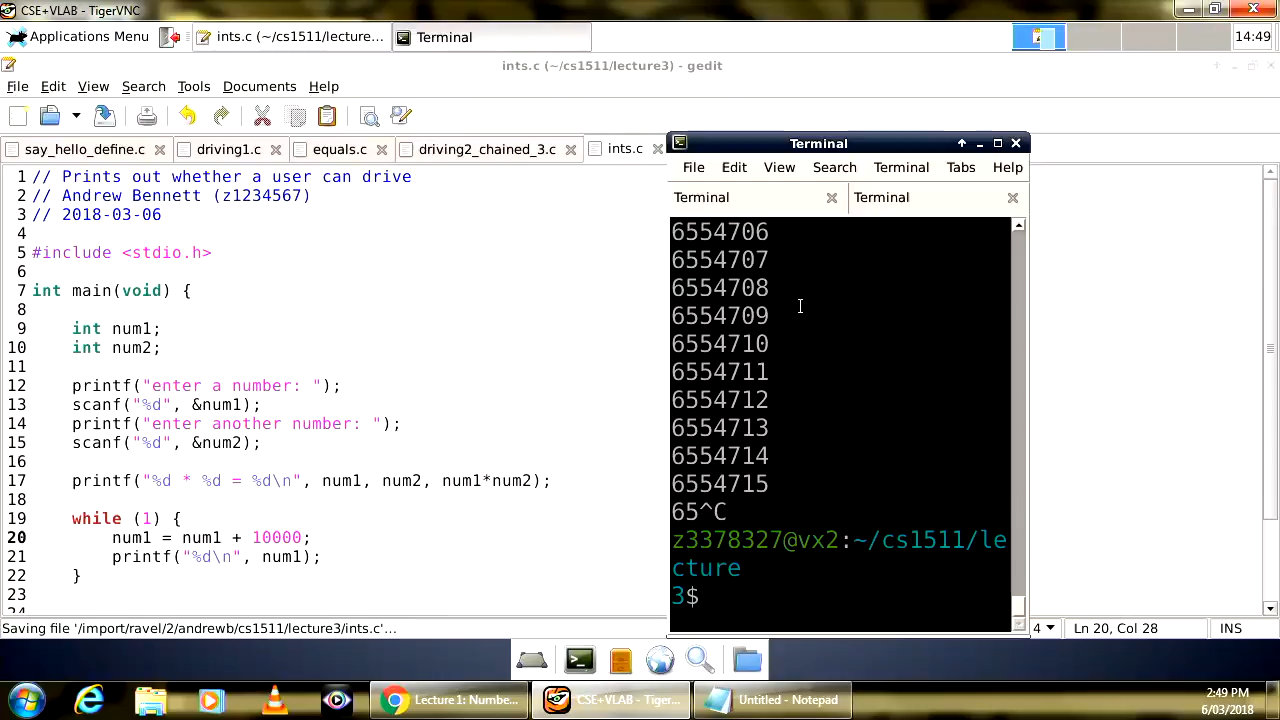 CSE+VLAB - TigerVNC
Applications Menu
ints.c (~/cs1511/lecture...
Terminal
14:49
ints.c (~/cs1511/lecture3) - gedit
File Edit View Search Tools Documents Help
say_hello_define.c
driving1.c
equals.c
driving2_chained_3.c
ints.c
1 // Prints out whether a user can drive
2 // Andrew Bennett (z1234567)
3 // 2018-03-06
4
5 #include <stdio.h>
6
7 int main(void) {
8
9 int num1;
10 int num2;
11
12 printf("enter a number: ");
13 scanf("%d", &num1);
14 printf("enter another number: ");
15 scanf("%d", &num2);
16
17 printf("%d * %d = %d\n", num1, num2, num1*num2);
18
19 while (1) {
20 num1 = num1 + 10000;
21 printf("%d\n", num1);
22 }
23
24
Terminal
File Edit View Search Terminal Tabs Help
Terminal
Terminal
6554706
6554707
6554708
6554709
6554710
6554711
6554712
6554713
6554714
6554715
65^C
z3378327@vx2:~/cs1511/le
cture
3$
Saving file '/import/ravel/2/andrewb/cs1511/lecture3/ints.c'...
4
Ln 20, Col 28
INS
Lecture 1: Numbe...
CSE+VLAB - Tiger...
Untitled - Notepad
2:49 PM
6/03/2018